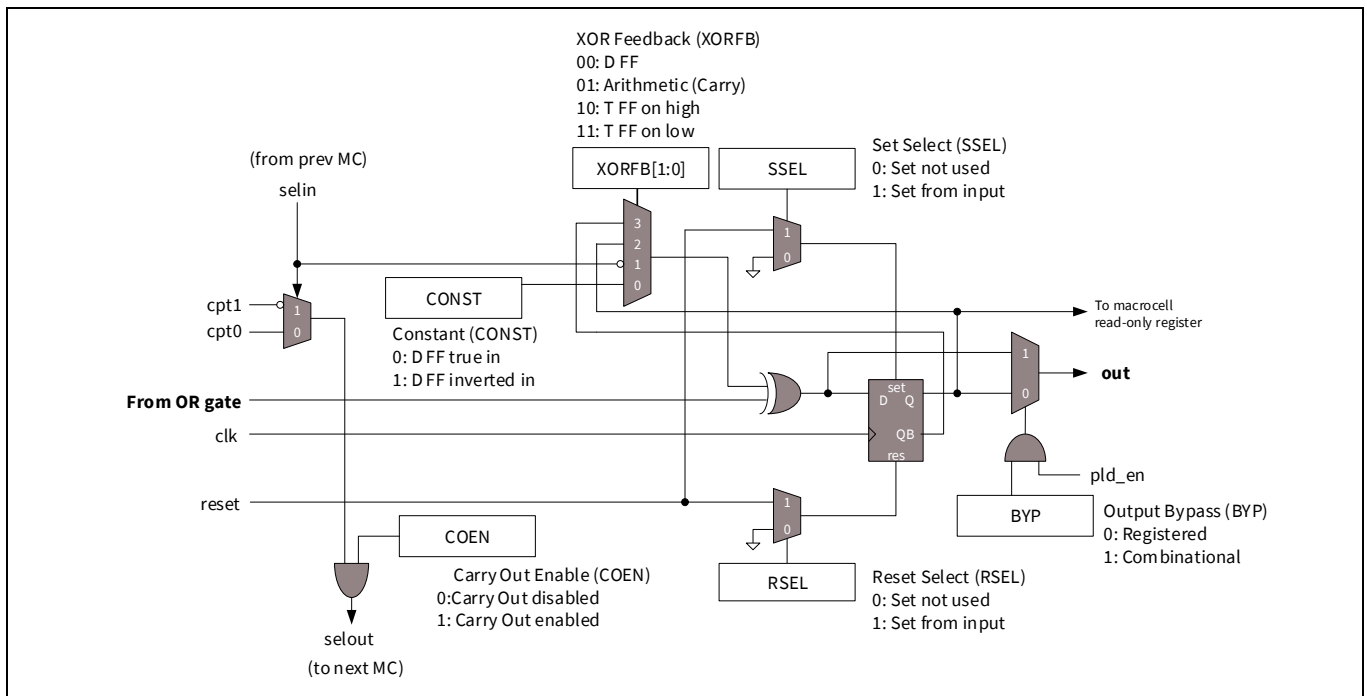 XOR Feedback (XORFB)
00: D FF
01: Arithmetic (Carry)
10: T FF on high
11: T FF on low
Set Select (SSEL)
0: Set not used
1: Set from input
(from prev MC)
selin
XORFB[1:0]
SSEL
3
2
1
0
1
0
CONST
cpt1
cpt0
1
0
Constant (CONST)
0: D FF true in
1: D FF inverted in
To macrocell
read-only register
1
0
out
From OR gate
set
D Q
QB
res
clk
pld_en
reset
1
0
BYP
Output Bypass (BYP)
0: Registered
1: Combinational
COEN
Carry Out Enable (COEN)
0:Carry Out disabled
1: Carry Out enabled
RSEL
Reset Select (RSEL)
0: Set not used
1: Set from input
selout
(to next MC)